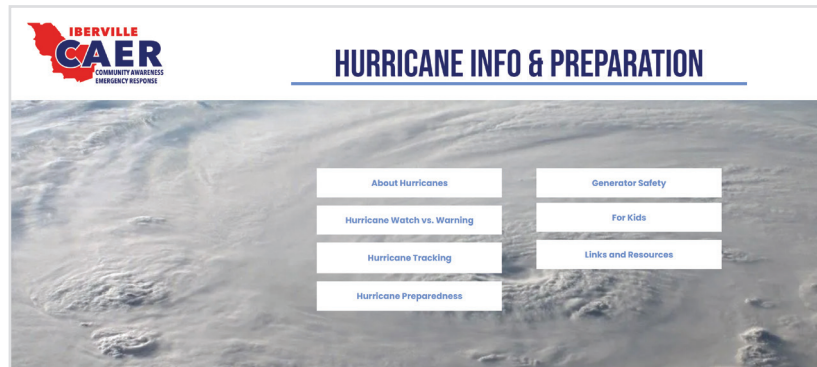 IBERVILLE
CAER
COMMUNITY AWARENESS
EMERGENCY RESPONSE
HURRICANE INFO & PREPARATION
About Hurricanes
Hurricane Watch vs. Warning
Hurricane Tracking
Hurricane Preparedness
Generator Safety
For Kids
Links and Resources